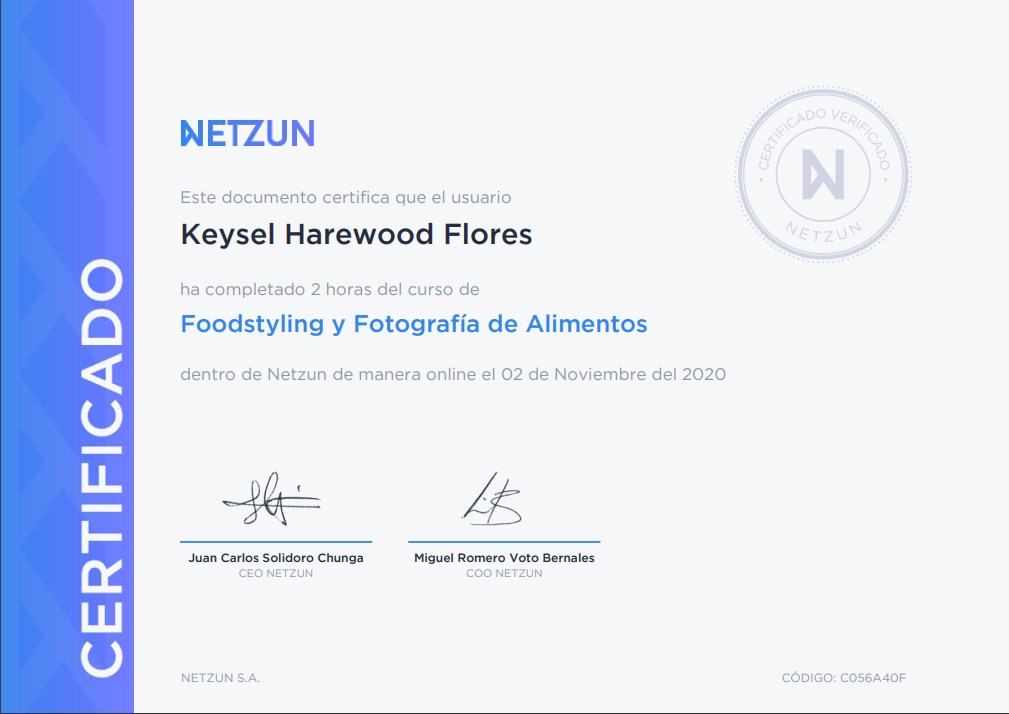 CERTIFICADO
NETZUN
CERTIFICADO VERIFICADO
NETZUN
Este documento certifica que el usuario
Keysel Harewood Flores
ha completado 2 horas del curso de
Foodstyling y Fotografía de Alimentos
dentro de Netzun de manera online el 02 de Noviembre del 2020
Juan Carlos Solidoro Chunga
CEO NETZUN
Miguel Romero Voto Bernales
COO NETZUN
NETZUN S.A.
CÓDIGO: C056A40F